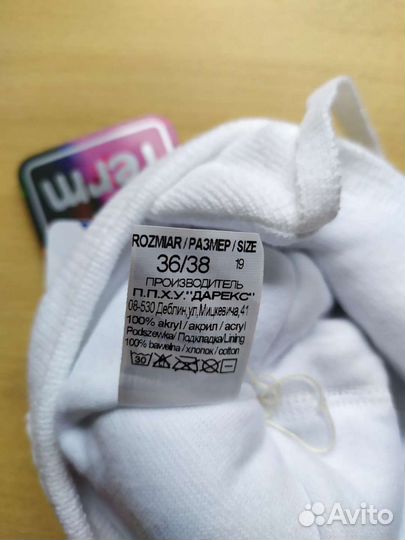 Term
ROZMIAR / РАЗМЕР / SIZE
36/38 19
ПРОИЗВОДИТЕЛЬ
П.П.Х.У."ДАРЕКС"
08-530 Деблин,ул,Мицкевича,41
100% akryl / акрил / acryl
Podszewka/ Подкладка/ Lining
100% bawełna / хлопок / cotton
30
Avito